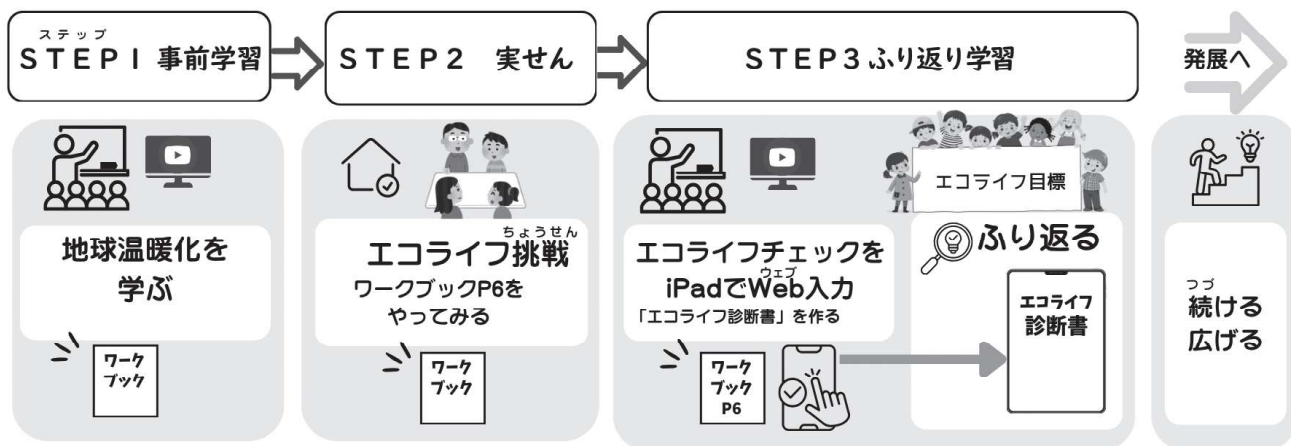 ステップ
STEP1 事前学習
STEP2 実せん
STEP3ふり返り学習
発展へ
地球温暖化を
学ぶ
ワーク
ブック
ちょうせん
エコライフ挑戦
ワークブックP6を
やってみる
ワーク
ブック
エコライフチェックを
ウェブ
iPadでWeb入力
「エコライフ診断書」を作る
ワーク
ブック
P6
エコライフ目標
ふり返る
エコライフ
診断書
つづ
続ける
広げる